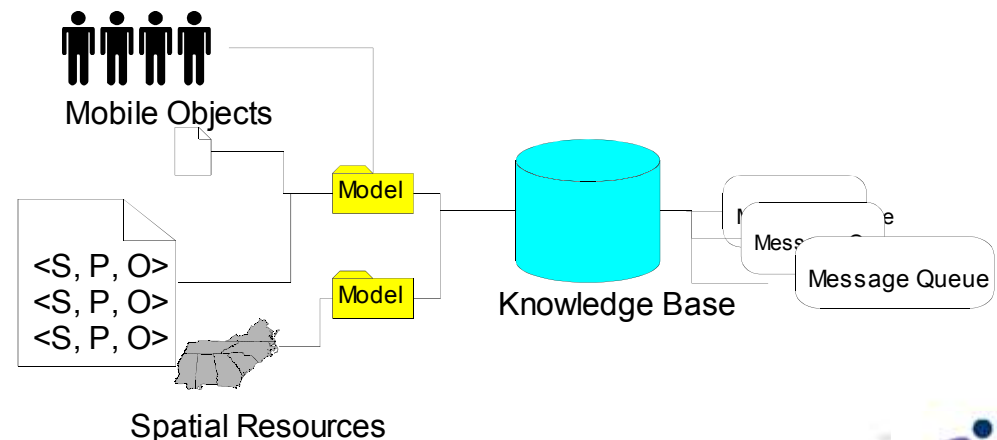 Mobile Objects
Model
<S, P, O>
<S, P, O>
<S, P, O>
Model
Knowledge Base
Message Queue
Spatial Resources